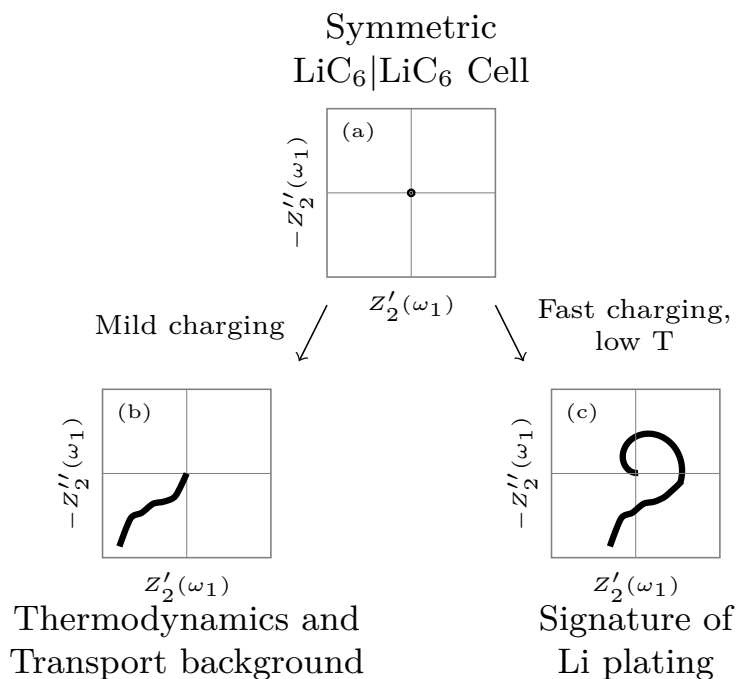 Symmetric
LiC₆|LiC₆ Cell
(a)
−Z₂′′(ω₁)
Z₂′(ω₁)
Mild charging
Fast charging,
low T
(b)
−Z₂′′(ω₁)
Z₂′(ω₁)
(c)
−Z₂′′(ω₁)
Z₂′(ω₁)
Thermodynamics and
Transport background
Signature of
Li plating